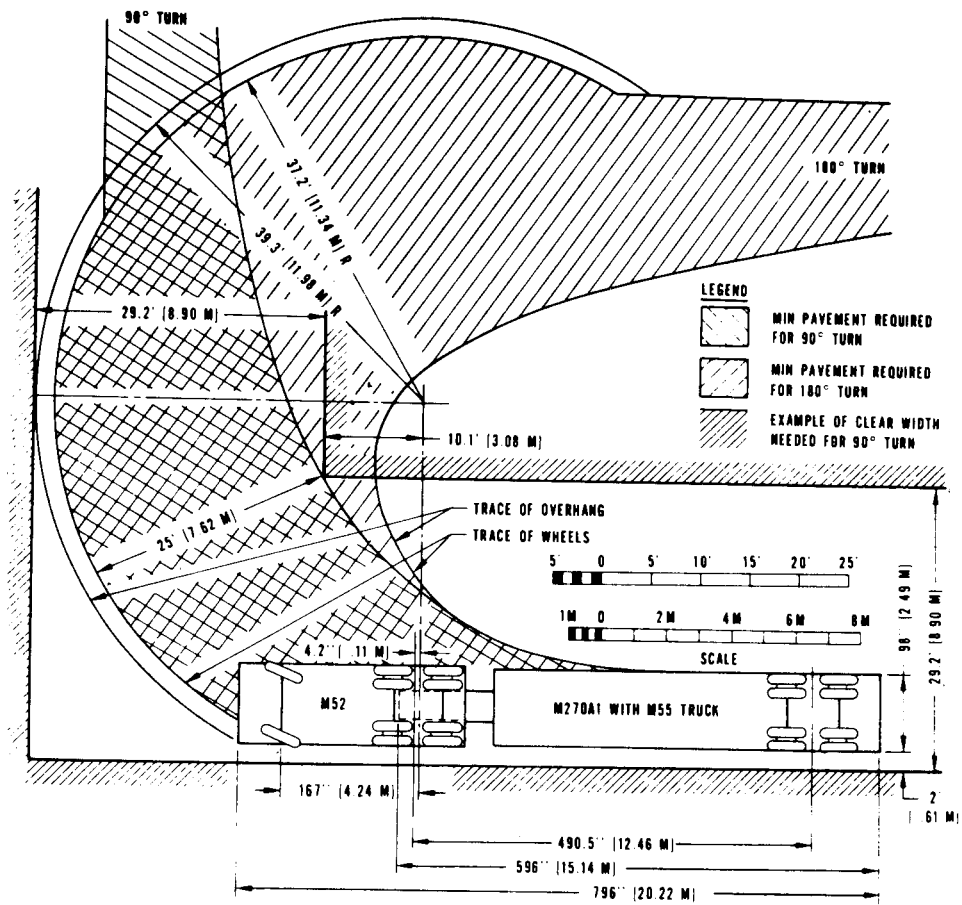 90° TURN
37.2' (11.34 M) R
180° TURN
39.3' (11.98 M) R
LEGEND
29.2' (8.90 M)
MIN PAVEMENT REQUIRED
FOR 90° TURN
MIN PAVEMENT REQUIRED
FOR 180° TURN
EXAMPLE OF CLEAR WIDTH
NEEDED FOR 90° TURN
10.1' (3.08 M)
TRACE OF OVERHANG
TRACE OF WHEELS
25' (7.62 M)
5' 0 5' 10' 15' 20' 25'
1M 0 2M 4M 6M 8M
SCALE
98" (2.49 M)
29.2' (8.90 M)
4.2" (.11 M)
M52
M270A1 WITH M55 TRUCK
167" (4.24 M)
2'
(.61 M)
490.5" (12.46 M)
596" (15.14 M)
796" (20.22 M)